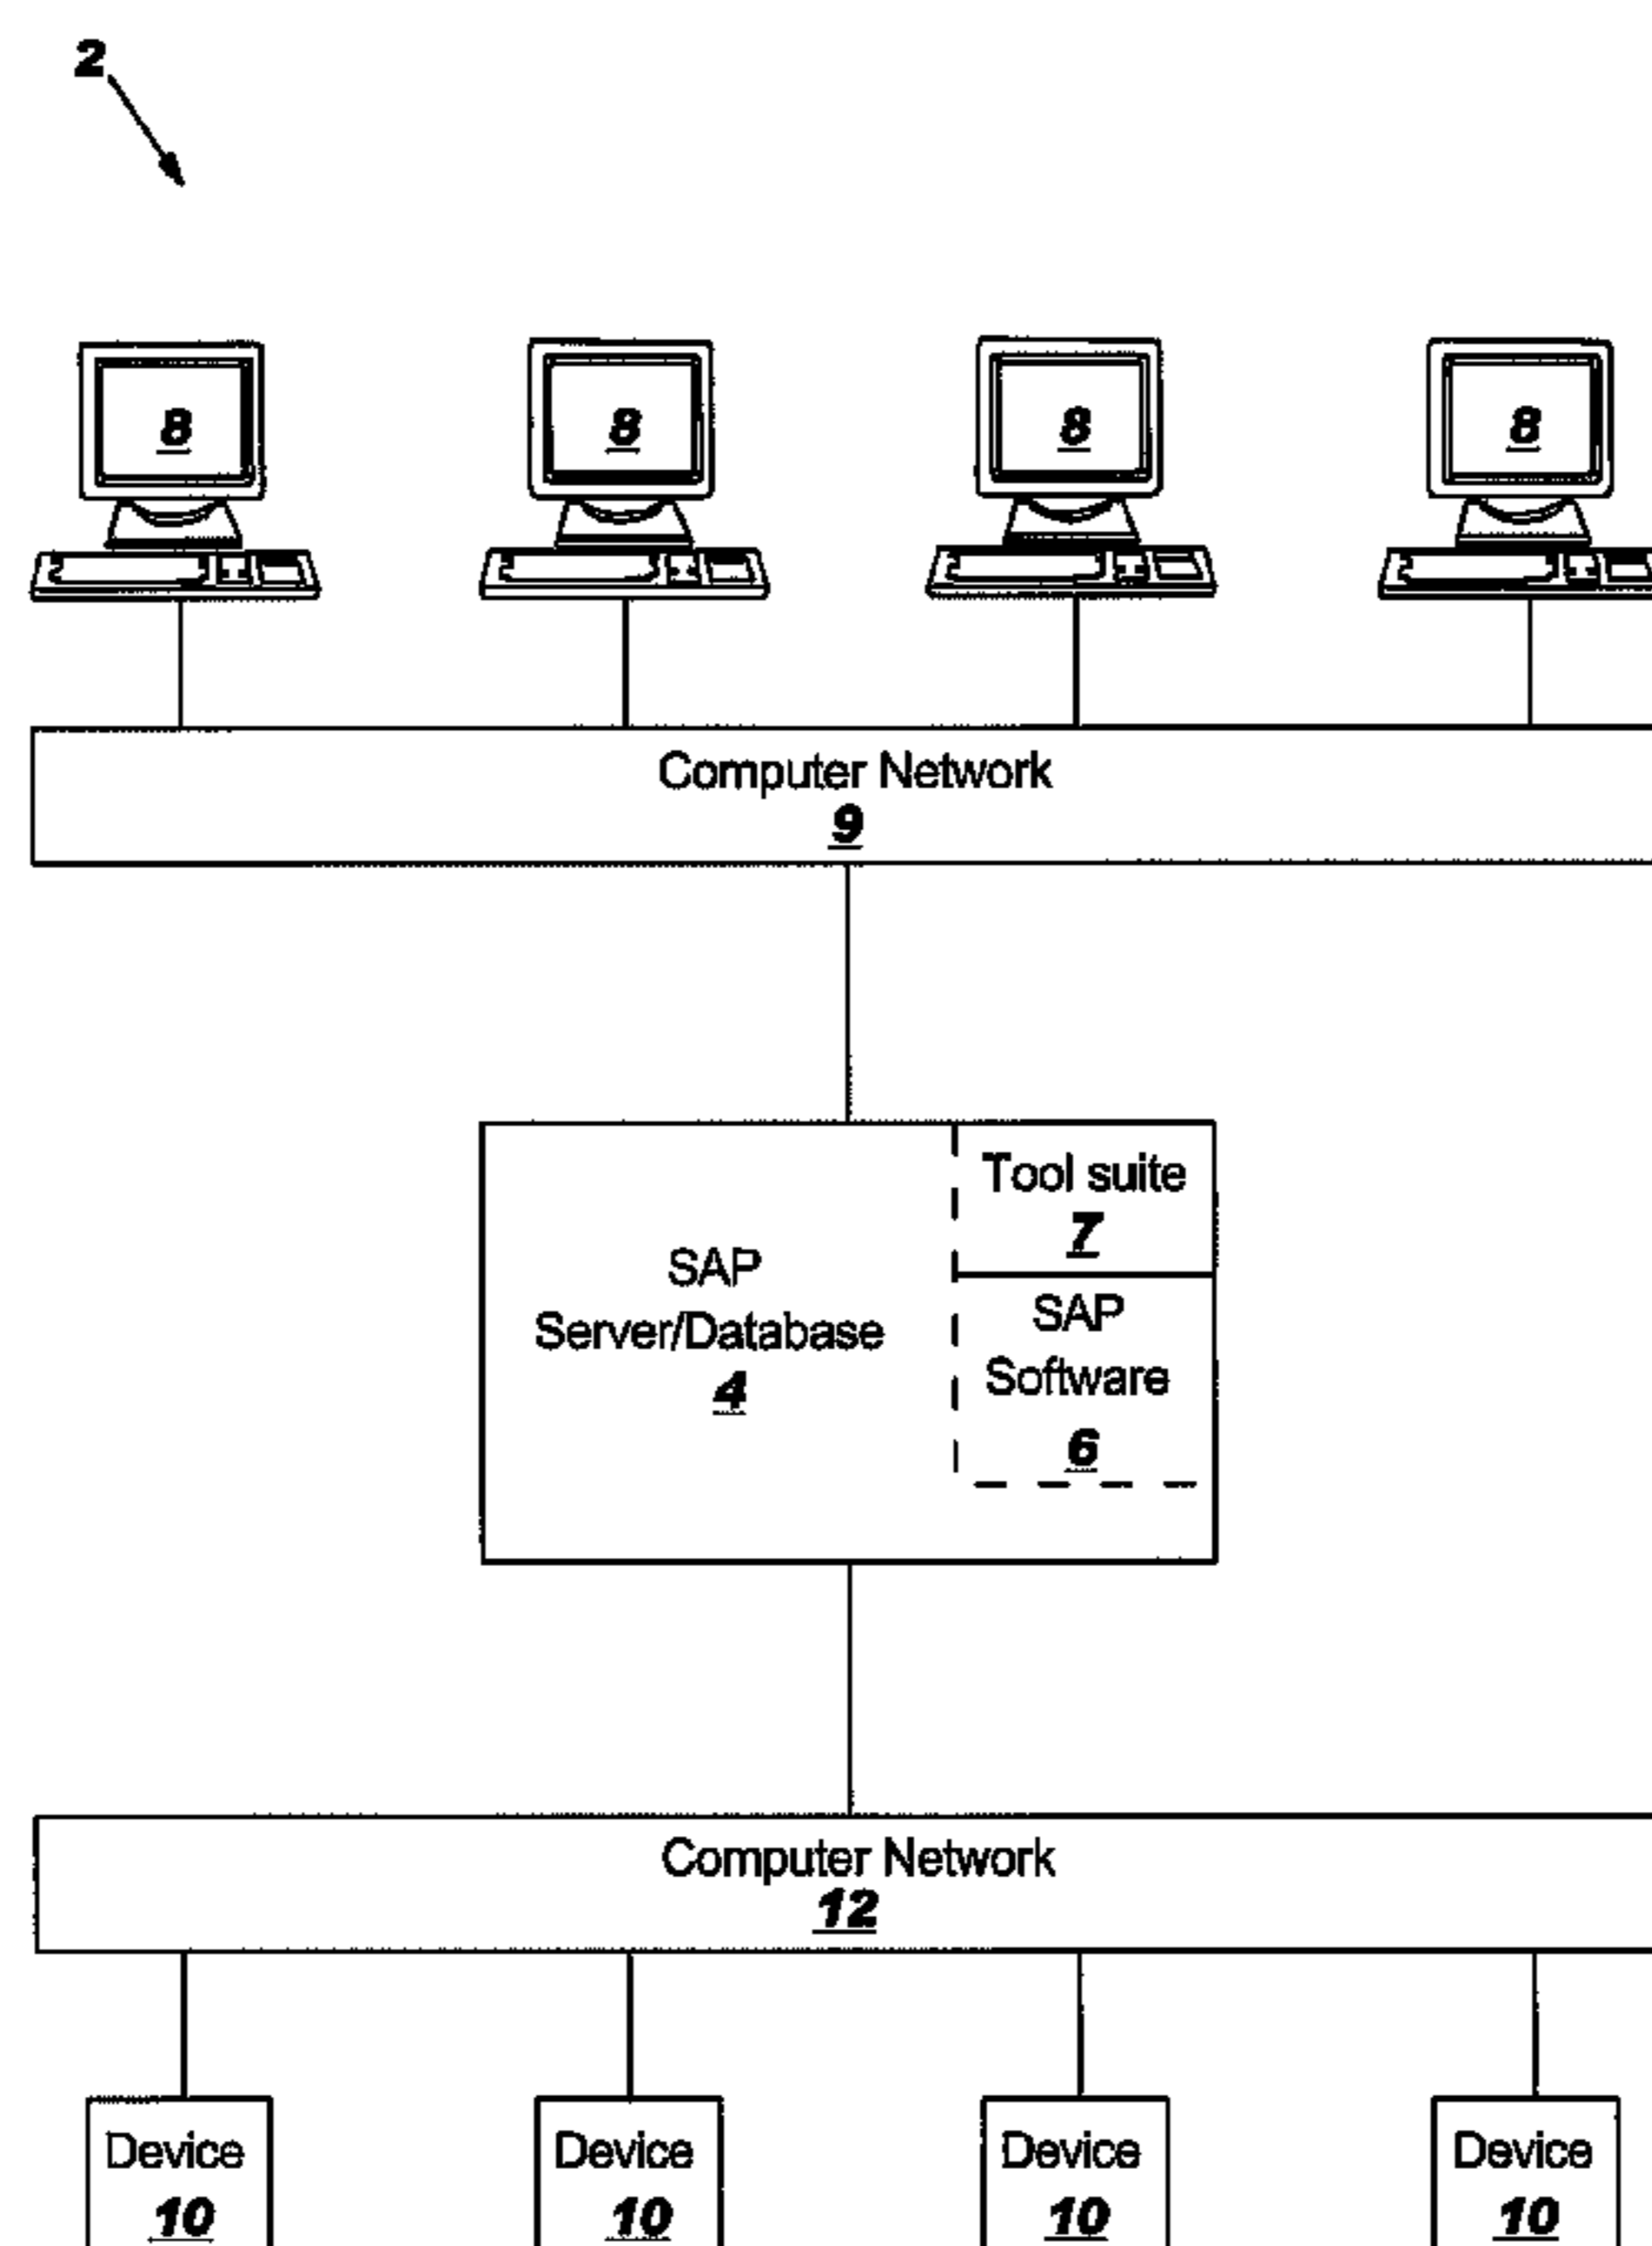 2
8 8 8 8
Computer Network
9
Tool suite
7
SAP
Server/Database
4
SAP
Software
6
Computer Network
12
Device Device Device Device
10 10 10 10